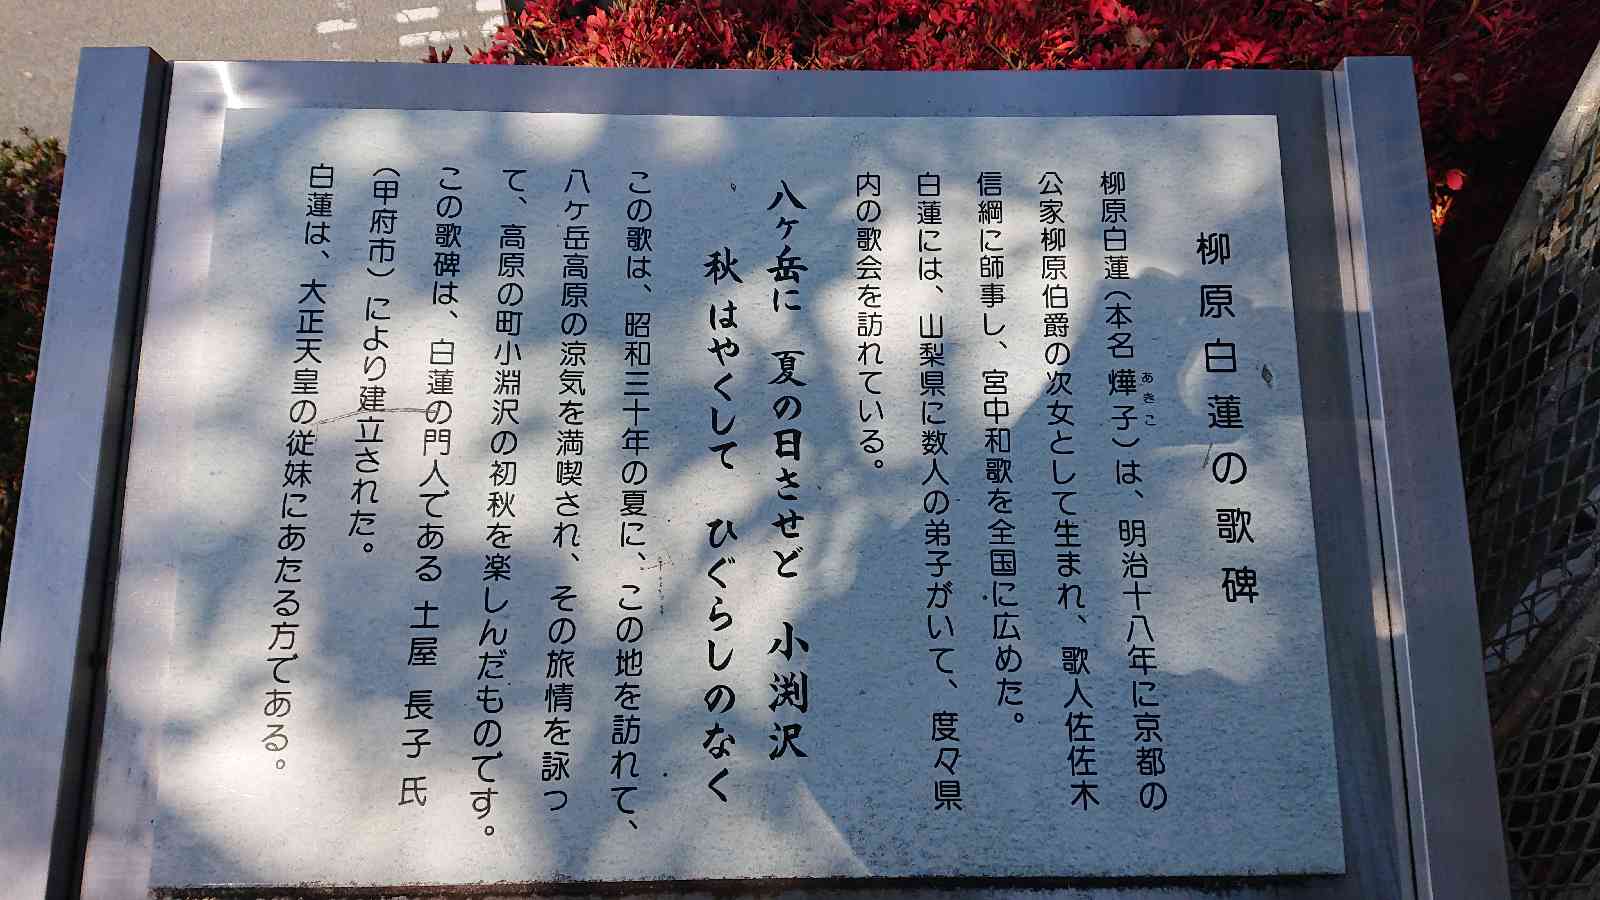 柳原白蓮の歌碑
柳原白蓮(本名 燁子)は、明治十八年に京都の
あきこ
公家柳原伯爵の次女として生まれ、歌人佐佐木
信綱に師事し、宮中和歌を全国に広めた。
白蓮には、山梨県に数人の弟子がいて、度々県
内の歌会を訪れている。
八ヶ岳に 夏の日させど 小渕沢
秋はやくして ひぐらしのなく
この歌は、昭和三十年の夏に、この地を訪れて、
八ヶ岳高原の涼気を満喫され、その旅情を詠っ
て、高原の町小淵沢の初秋を楽しんだものです。
この歌碑は、白蓮の門人である 土屋 長子 氏
(甲府市)により建立された。
白蓮は、大正天皇の従妹にあたる方である。